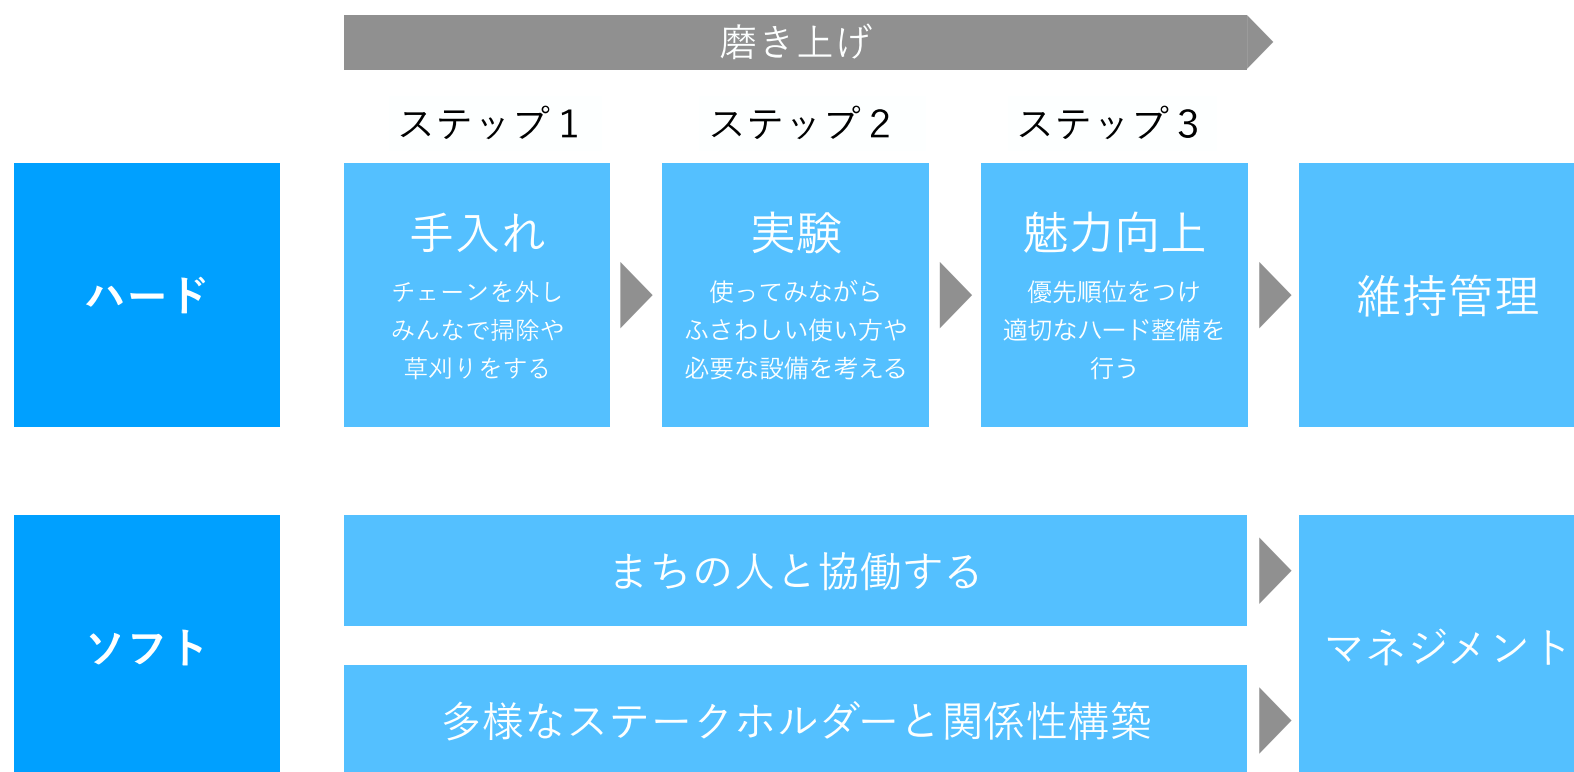 磨き上げ
ステップ1
ステップ2
ステップ3
ハード
手入れ
チェーンを外し
みんなで掃除や
草刈りをする
実験
使ってみながら
ふさわしい使い方や
必要な設備を考える
魅力向上
優先順位をつけ
適切なハード整備を
行う
維持管理
ソフト
まちの人と協働する
多様なステークホルダーと関係性構築
マネジメント